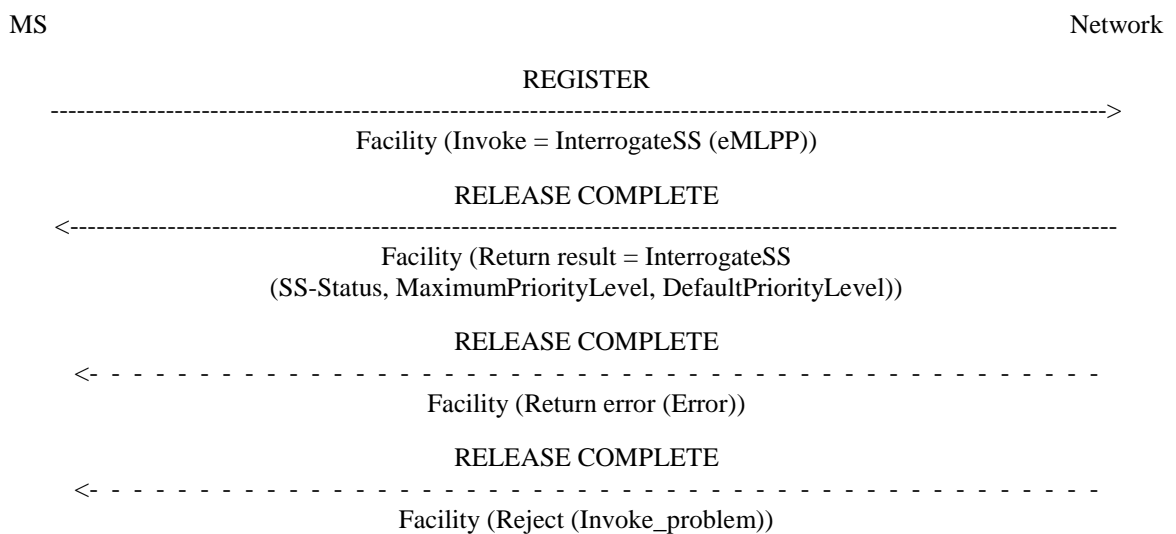 MS Network
REGISTER
Facility (Invoke = InterrogateSS (eMLPP))
RELEASE COMPLETE
Facility (Return result = InterrogateSS
(SS-Status, MaximumPriorityLevel, DefaultPriorityLevel))
RELEASE COMPLETE
Facility (Return error (Error))
RELEASE COMPLETE
Facility (Reject (Invoke_problem))